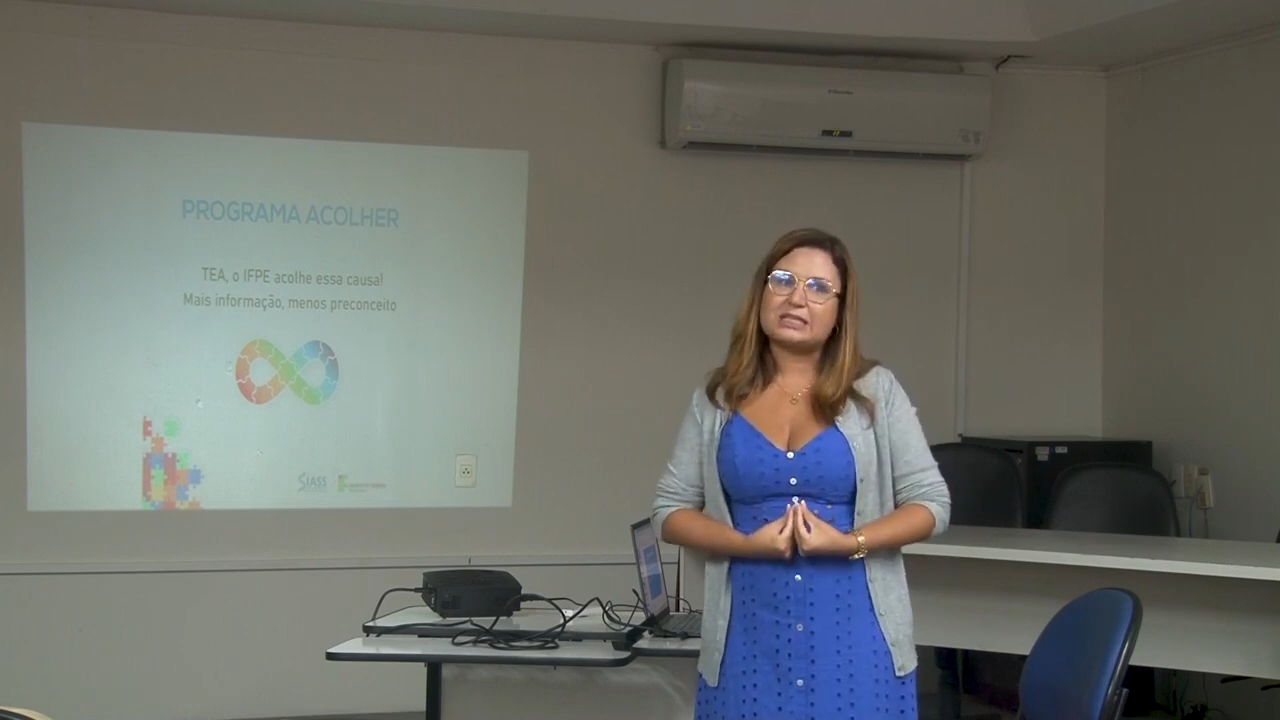 PROGRAMA ACOLHER
TEA, o IFPE acolhe essa causa!
Mais informação, menos preconceito
SIASS